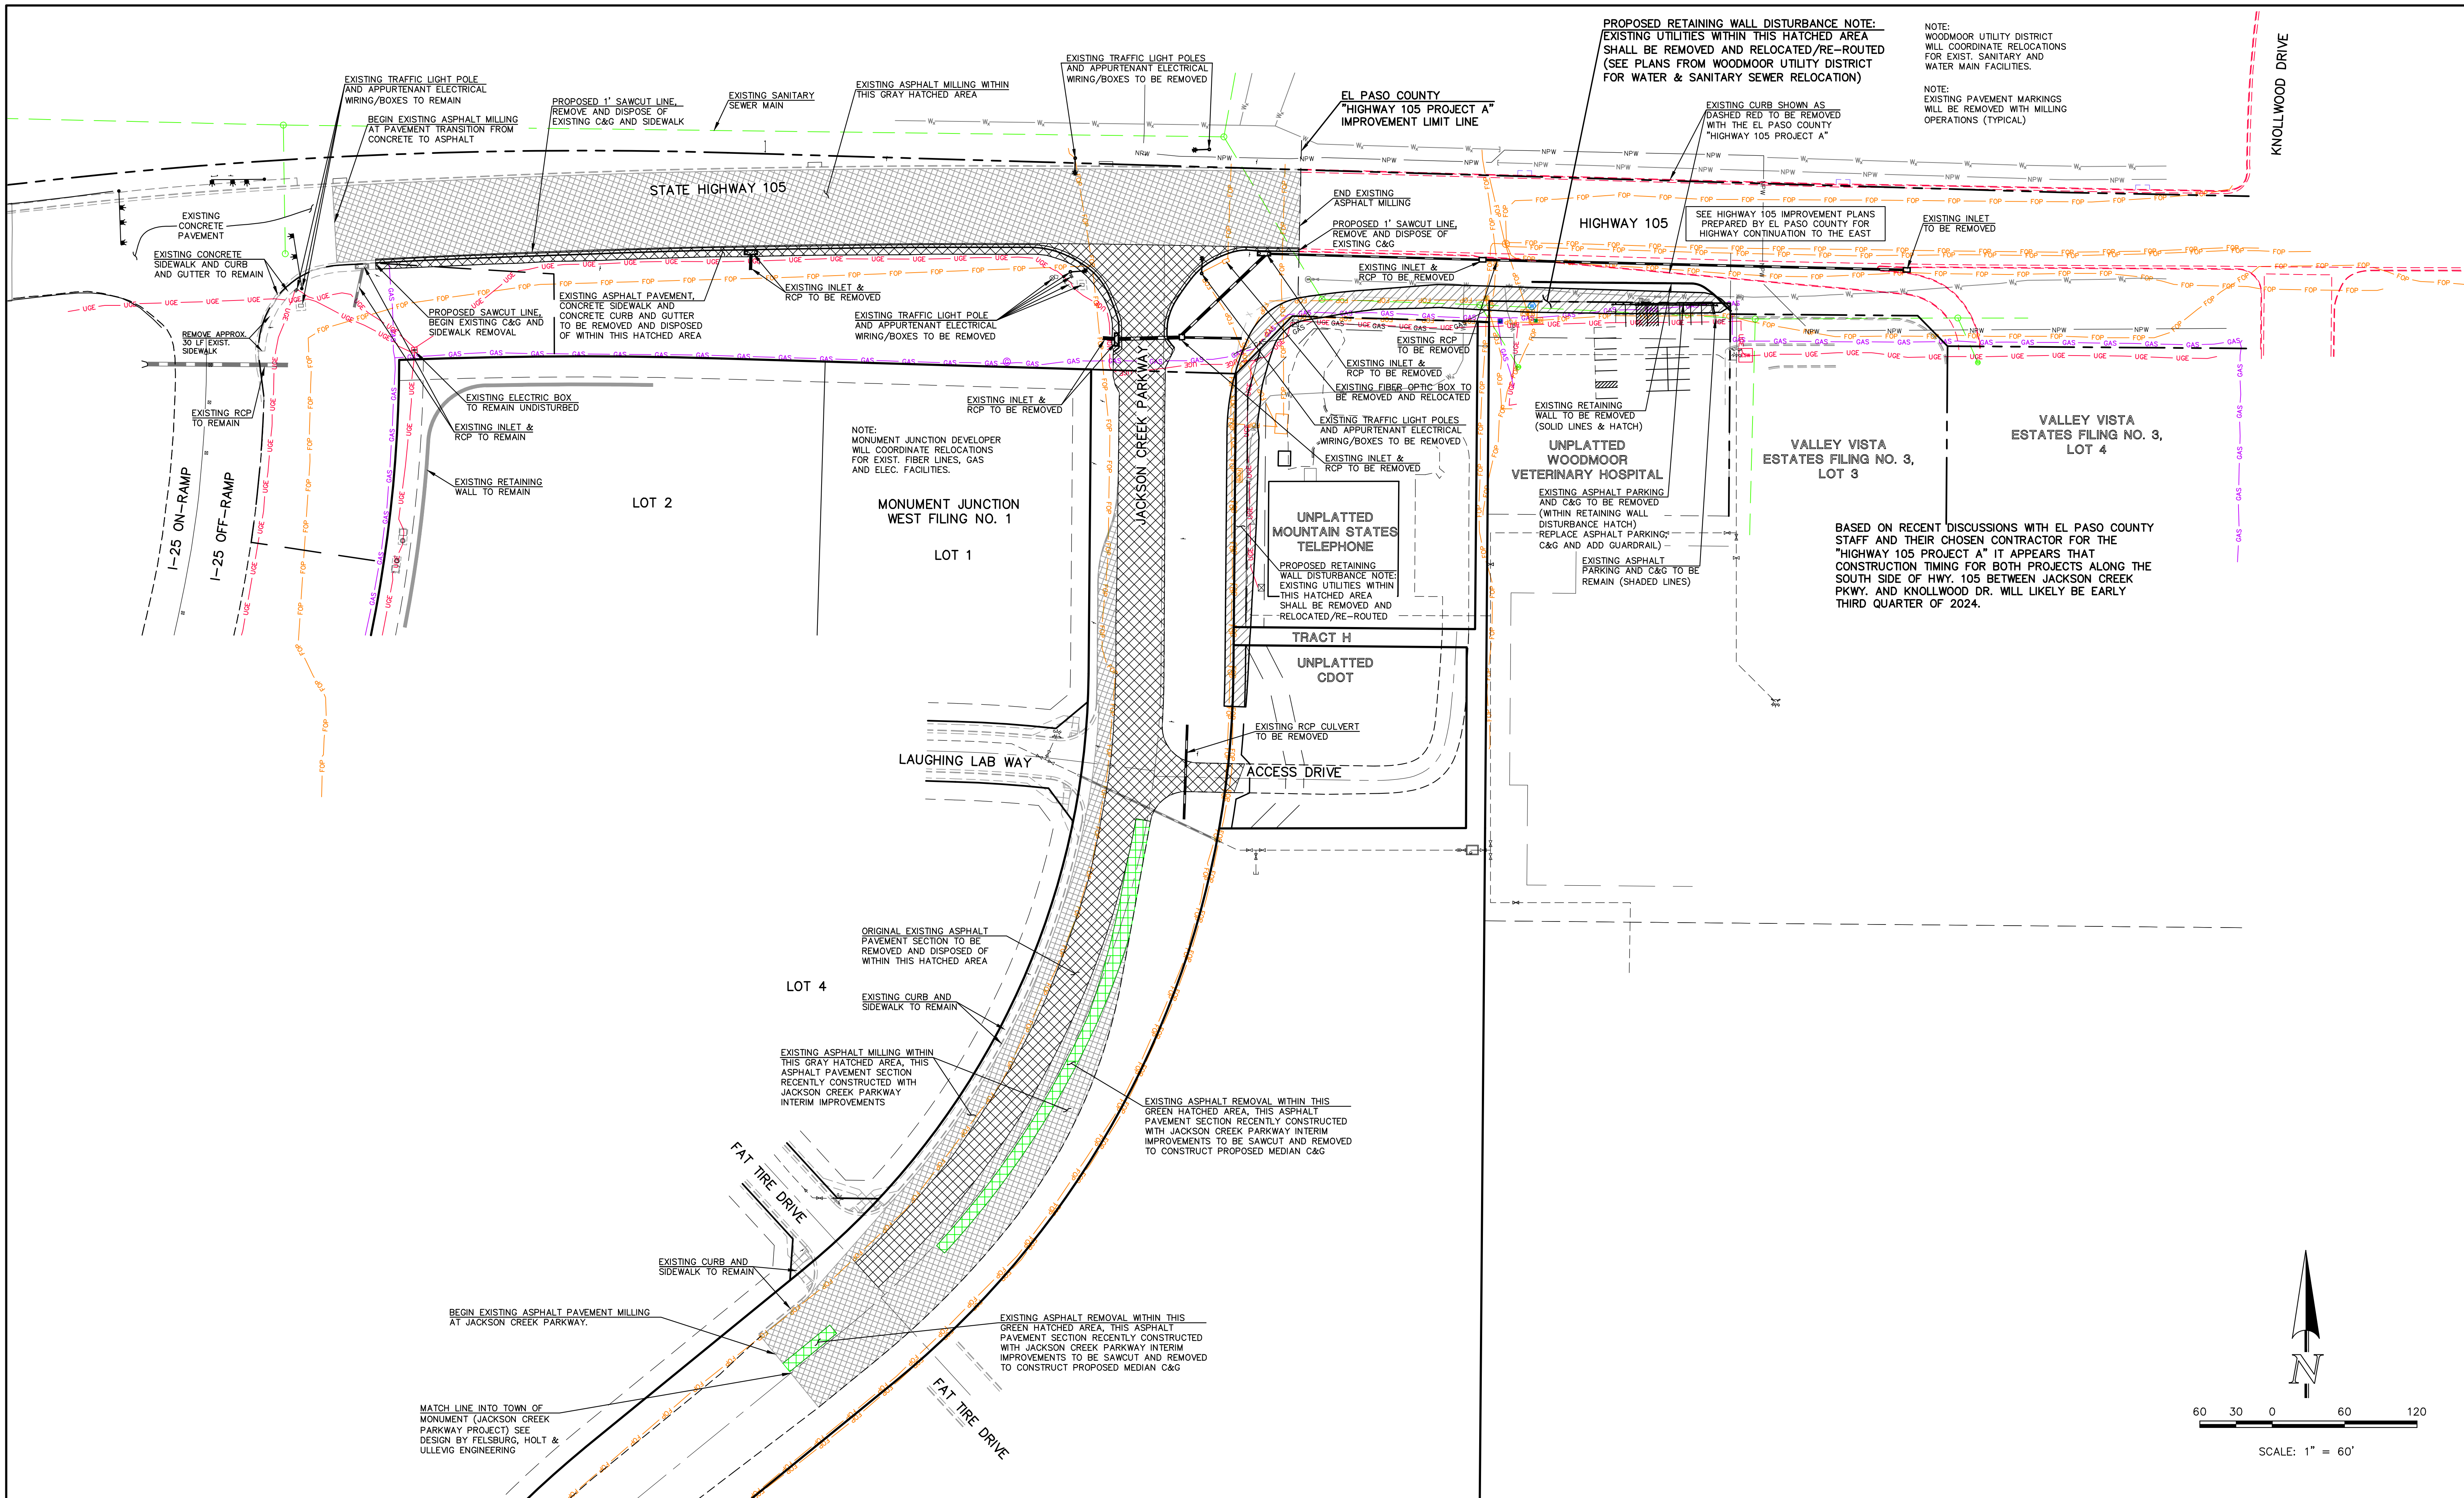 EXISTING TRAFFIC LIGHT POLE
AND APPURTENANT ELECTRICAL
WIRING/BOXES TO REMAIN
BEGIN EXISTING ASPHALT MILLING
AT PAVEMENT TRANSITION FROM
CONCRETE TO ASPHALT
PROPOSED 1' SAWCUT LINE,
REMOVE AND DISPOSE OF
EXISTING C&G AND SIDEWALK
EXISTING SANITARY
SEWER MAIN
EXISTING ASPHALT MILLING WITHIN
THIS GRAY HATCHED AREA
EXISTING TRAFFIC LIGHT POLES
AND APPURTENANT ELECTRICAL
WIRING/BOXES TO BE REMOVED
EL PASO COUNTY
"HIGHWAY 105 PROJECT A"
IMPROVEMENT LIMIT LINE
PROPOSED RETAINING WALL DISTURBANCE NOTE:
EXISTING UTILITIES WITHIN THIS HATCHED AREA
SHALL BE REMOVED AND RELOCATED/RE-ROUTED
(SEE PLANS FROM WOODMOOR UTILITY DISTRICT
FOR WATER & SANITARY SEWER RELOCATION)
NOTE:
WOODMOOR UTILITY DISTRICT
WILL COORDINATE RELOCATIONS
FOR EXIST. SANITARY AND
WATER MAIN FACILITIES.
NOTE:
EXISTING PAVEMENT MARKINGS
WILL BE REMOVED WITH MILLING
OPERATIONS (TYPICAL)
EXISTING CURB SHOWN AS
DASHED RED TO BE REMOVED
WITH THE EL PASO COUNTY
"HIGHWAY 105 PROJECT A"
KNOLLWOOD DRIVE
STATE HIGHWAY 105
EXISTING
CONCRETE
PAVEMENT
EXISTING CONCRETE
SIDEWALK AND CURB
AND GUTTER TO REMAIN
END EXISTING
ASPHALT MILLING
PROPOSED 1' SAWCUT LINE,
REMOVE AND DISPOSE OF
EXISTING C&G
HIGHWAY 105
SEE HIGHWAY 105 IMPROVEMENT PLANS
PREPARED BY EL PASO COUNTY FOR
HIGHWAY CONTINUATION TO THE EAST
EXISTING INLET
TO BE REMOVED
EXISTING INLET &
RCP TO BE REMOVED
REMOVE APPROX.
30 LF EXIST.
SIDEWALK
PROPOSED SAWCUT LINE,
BEGIN EXISTING C&G AND
SIDEWALK REMOVAL
EXISTING ASPHALT PAVEMENT,
CONCRETE SIDEWALK AND
CONCRETE CURB AND GUTTER
TO BE REMOVED AND DISPOSED
OF WITHIN THIS HATCHED AREA
EXISTING INLET &
RCP TO BE REMOVED
EXISTING TRAFFIC LIGHT POLE
AND APPURTENANT ELECTRICAL
WIRING/BOXES TO BE REMOVED
EXISTING RCP
TO BE REMOVED
EXISTING INLET &
RCP TO BE REMOVED
EXISTING FIBER OPTIC BOX TO
BE REMOVED AND RELOCATED
EXISTING TRAFFIC LIGHT POLES
AND APPURTENANT ELECTRICAL
WIRING/BOXES TO BE REMOVED
EXISTING INLET &
RCP TO BE REMOVED
EXISTING RCP
TO REMAIN
EXISTING ELECTRIC BOX
TO REMAIN UNDISTURBED
EXISTING INLET &
RCP TO REMAIN
EXISTING RETAINING
WALL TO REMAIN
EXISTING INLET &
RCP TO BE REMOVED
NOTE:
MONUMENT JUNCTION DEVELOPER
WILL COORDINATE RELOCATIONS
FOR EXIST. FIBER LINES, GAS
AND ELEC. FACILITIES.
I-25 ON-RAMP
I-25 OFF-RAMP
LOT 2
MONUMENT JUNCTION
WEST FILING NO. 1
LOT 1
JACKSON CREEK PARKWAY
EXISTING RETAINING
WALL TO BE REMOVED
(SOLID LINES & HATCH)
UNPLATTED
WOODMOOR
VETERINARY HOSPITAL
VALLEY VISTA
ESTATES FILING NO. 3,
LOT 3
VALLEY VISTA
ESTATES FILING NO. 3,
LOT 4
EXISTING ASPHALT PARKING
AND C&G TO BE REMOVED
(WITHIN RETAINING WALL
DISTURBANCE HATCH)
REPLACE ASPHALT PARKING,
C&G AND ADD GUARDRAIL)
EXISTING ASPHALT
PARKING AND C&G TO BE
REMAIN (SHADED LINES)
BASED ON RECENT DISCUSSIONS WITH EL PASO COUNTY
STAFF AND THEIR CHOSEN CONTRACTOR FOR THE
"HIGHWAY 105 PROJECT A" IT APPEARS THAT
CONSTRUCTION TIMING FOR BOTH PROJECTS ALONG THE
SOUTH SIDE OF HWY. 105 BETWEEN JACKSON CREEK
PKWY. AND KNOLLWOOD DR. WILL LIKELY BE EARLY
THIRD QUARTER OF 2024.
UNPLATTED
MOUNTAIN STATES
TELEPHONE
PROPOSED RETAINING
WALL DISTURBANCE NOTE:
EXISTING UTILITIES WITHIN
THIS HATCHED AREA
SHALL BE REMOVED AND
RELOCATED/RE-ROUTED
TRACT H
UNPLATTED
CDOT
EXISTING RCP CULVERT
TO BE REMOVED
LAUGHING LAB WAY
ACCESS DRIVE
ORIGINAL EXISTING ASPHALT
PAVEMENT SECTION TO BE
REMOVED AND DISPOSED OF
WITHIN THIS HATCHED AREA
LOT 4
EXISTING CURB AND
SIDEWALK TO REMAIN
EXISTING ASPHALT MILLING WITHIN
THIS GRAY HATCHED AREA, THIS
ASPHALT PAVEMENT SECTION
RECENTLY CONSTRUCTED WITH
JACKSON CREEK PARKWAY
INTERIM IMPROVEMENTS
EXISTING ASPHALT REMOVAL WITHIN THIS
GREEN HATCHED AREA, THIS ASPHALT
PAVEMENT SECTION RECENTLY CONSTRUCTED
WITH JACKSON CREEK PARKWAY INTERIM
IMPROVEMENTS TO BE SAWCUT AND REMOVED
TO CONSTRUCT PROPOSED MEDIAN C&G
FAT TIRE DRIVE
EXISTING CURB AND
SIDEWALK TO REMAIN
BEGIN EXISTING ASPHALT PAVEMENT MILLING
AT JACKSON CREEK PARKWAY.
EXISTING ASPHALT REMOVAL WITHIN THIS
GREEN HATCHED AREA, THIS ASPHALT
PAVEMENT SECTION RECENTLY CONSTRUCTED
WITH JACKSON CREEK PARKWAY INTERIM
IMPROVEMENTS TO BE SAWCUT AND REMOVED
TO CONSTRUCT PROPOSED MEDIAN C&G
FAT TIRE DRIVE
MATCH LINE INTO TOWN OF
MONUMENT (JACKSON CREEK
PARKWAY PROJECT) SEE
DESIGN BY FELSBURG, HOLT &
ULLEVIG ENGINEERING
N
60 30 0 60 120
SCALE: 1" = 60'